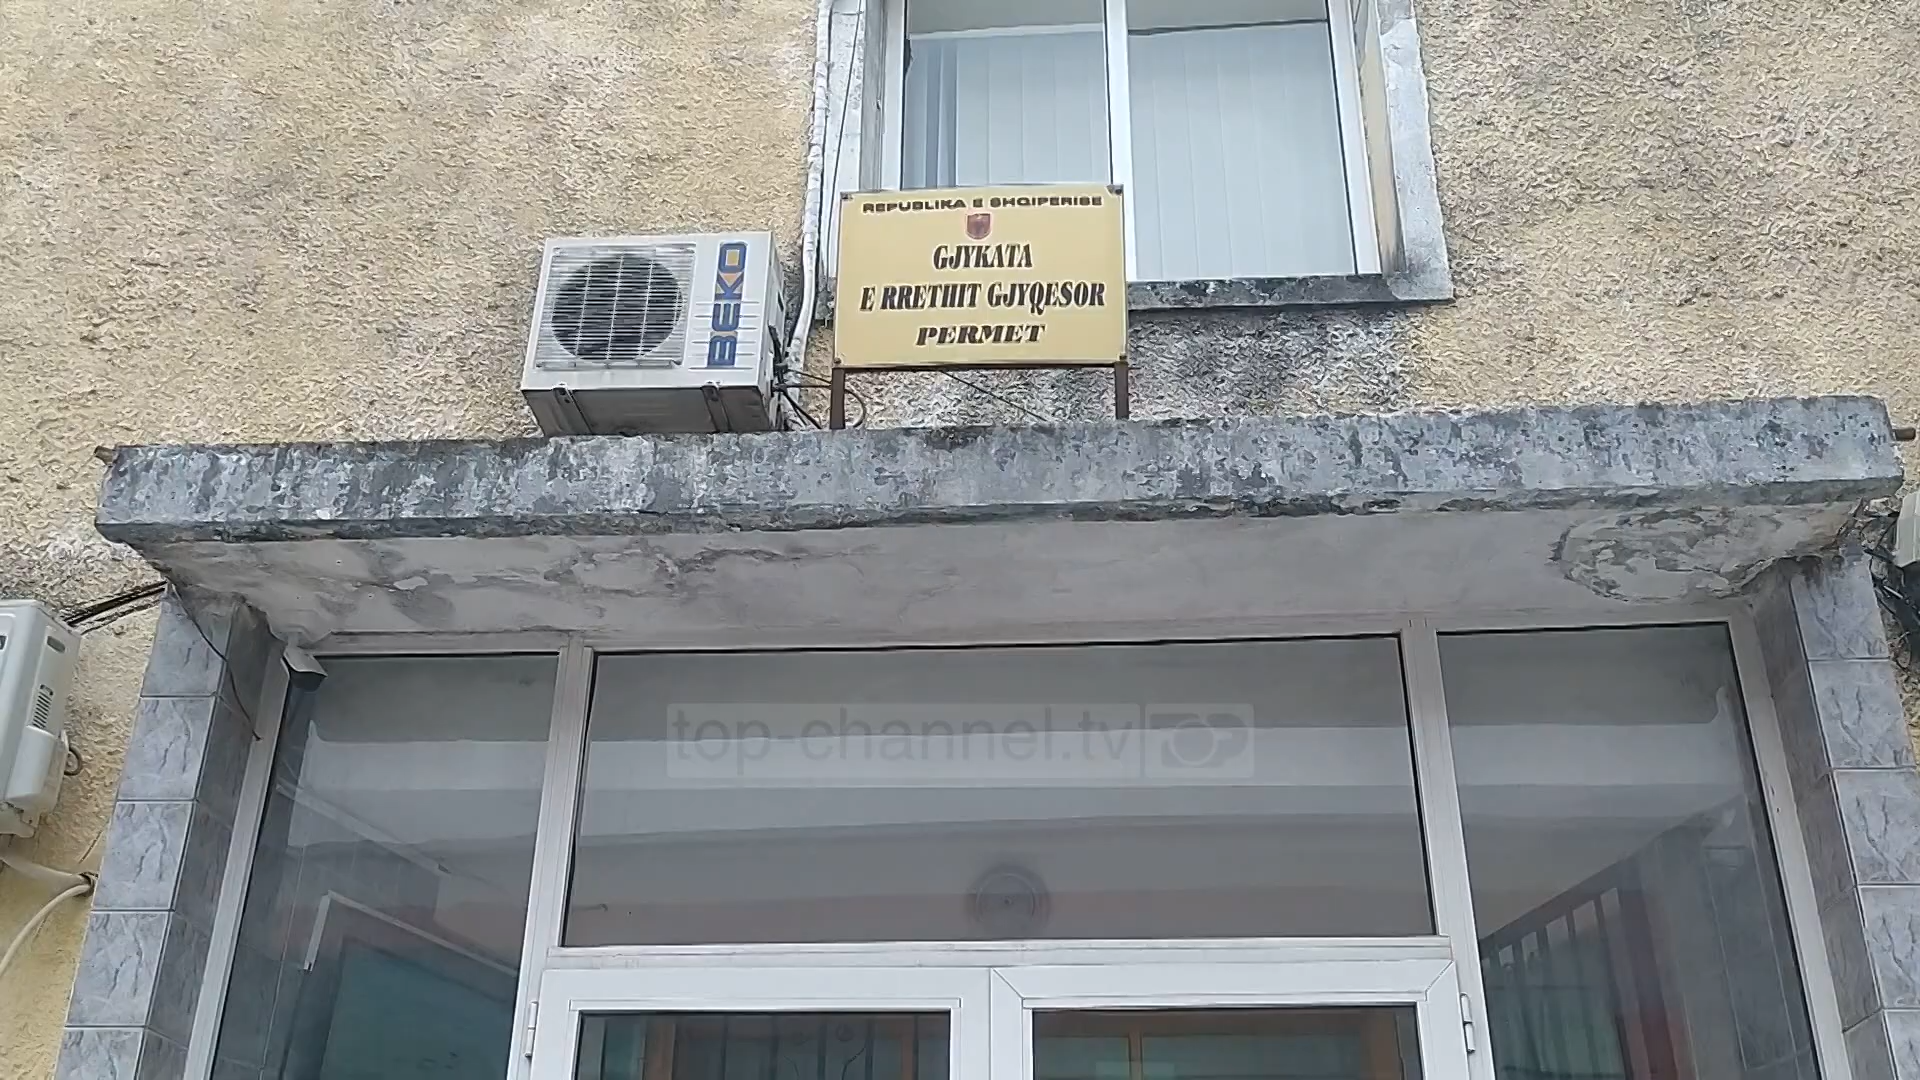 REPUBLIKA E SHQIPERISE
GJYKATA
E RRETHIT GJYQESOR
PERMET
BEKO
top-channel.tv